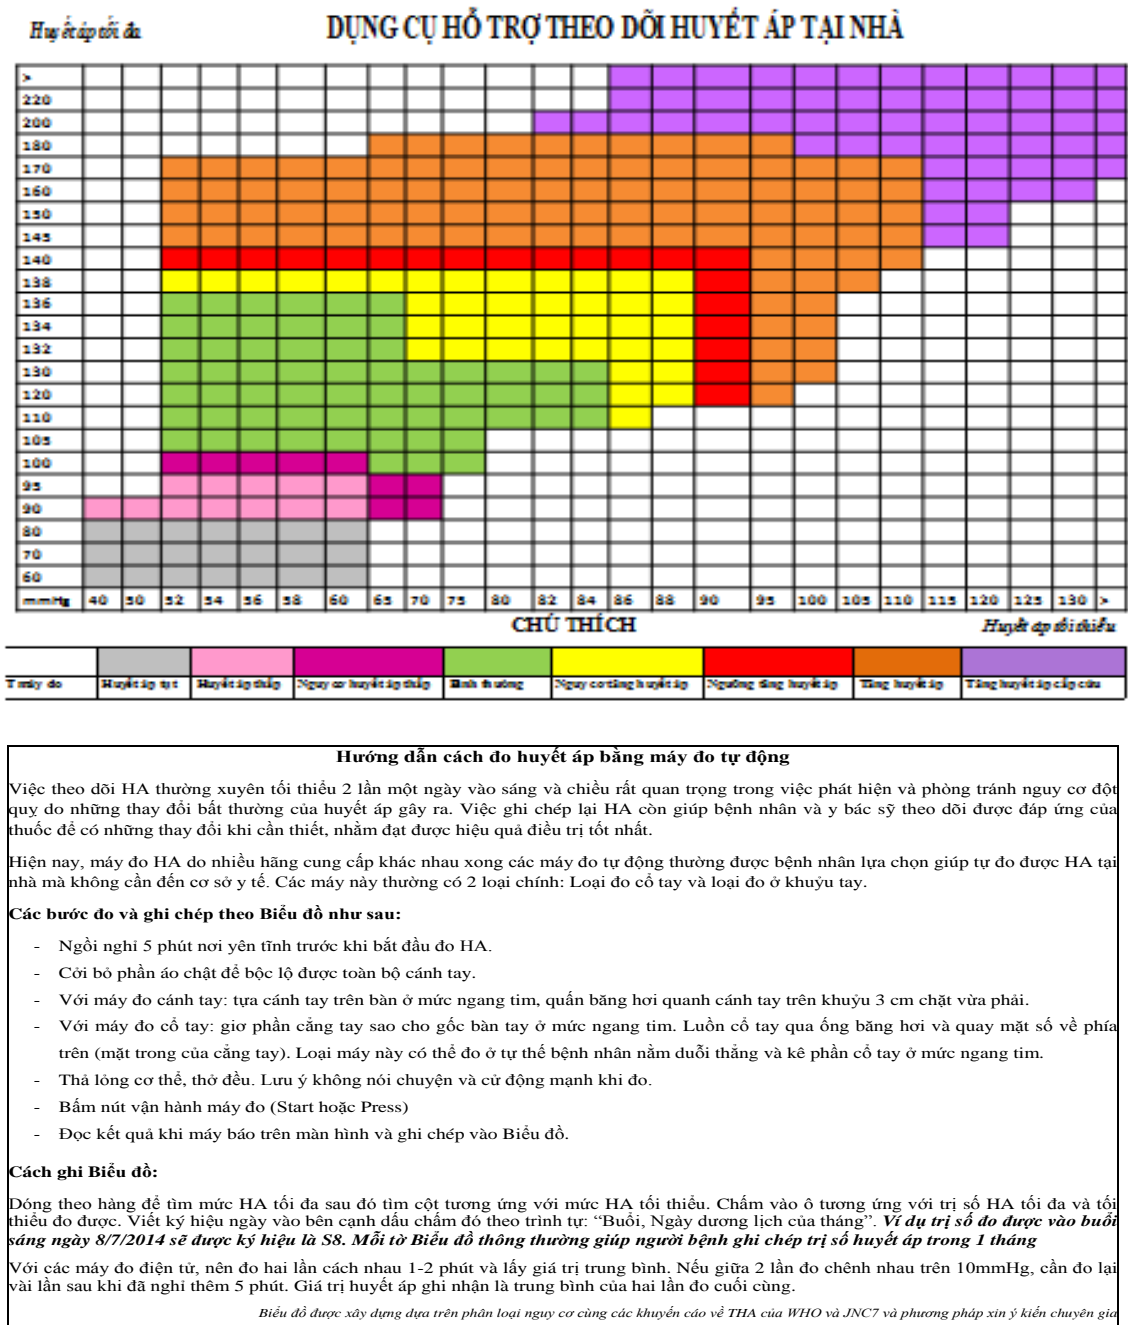 Huyết áp tối đa
DỤNG CỤ HỖ TRỢ THEO DÕI HUYẾT ÁP TẠI NHÀ
>
220
200
180
170
160
150
145
140
138
136
134
132
130
120
110
105
100
95
90
80
70
60
mmHg 40 50 52 54 56 58 60 65 70 75 80 82 84 86 88 90 95 100 105 110 115 120 125 130 >
CHÚ THÍCH
Huyết áp tối thiểu
T máy đo Huyết áp tụt Huyết áp thấp Nguy cơ huyết áp thấp Bình thường Nguy cơ tăng huyết áp Ngưỡng tăng huyết áp Tăng huyết áp Tăng huyết áp cấp cứu
Hướng dẫn cách đo huyết áp bằng máy đo tự động
Việc theo dõi HA thường xuyên tối thiểu 2 lần một ngày vào sáng và chiều rất quan trọng trong việc phát hiện và phòng tránh nguy cơ đột
quỵ do những thay đổi bất thường của huyết áp gây ra. Việc ghi chép lại HA còn giúp bệnh nhân và y bác sỹ theo dõi được đáp ứng của
thuốc để có những thay đổi khi cần thiết, nhằm đạt được hiệu quả điều trị tốt nhất.
Hiện nay, máy đo HA do nhiều hãng cung cấp khác nhau xong các máy đo tự động thường được bệnh nhân lựa chọn giúp tự đo được HA tại
nhà mà không cần đến cơ sở y tế. Các máy này thường có 2 loại chính: Loại đo cổ tay và loại đo ở khuỷu tay.
Các bước đo và ghi chép theo Biểu đồ như sau:
- Ngồi nghỉ 5 phút nơi yên tĩnh trước khi bắt đầu đo HA.
- Cởi bỏ phần áo chật để bộc lộ được toàn bộ cánh tay.
- Với máy đo cánh tay: tựa cánh tay trên bàn ở mức ngang tim, quấn băng hơi quanh cánh tay trên khuỷu 3 cm chặt vừa phải.
- Với máy đo cổ tay: giơ phần cẳng tay sao cho gốc bàn tay ở mức ngang tim. Luồn cổ tay qua ống băng hơi và quay mặt số về phía
trên (mặt trong của cẳng tay). Loại máy này có thể đo ở tự thế bệnh nhân nằm duỗi thẳng và kê phần cổ tay ở mức ngang tim.
- Thả lỏng cơ thể, thở đều. Lưu ý không nói chuyện và cử động mạnh khi đo.
- Bấm nút vận hành máy đo (Start hoặc Press)
- Đọc kết quả khi máy báo trên màn hình và ghi chép vào Biểu đồ.
Cách ghi Biểu đồ:
Dóng theo hàng để tìm mức HA tối đa sau đó tìm cột tương ứng với mức HA tối thiểu. Chấm vào ô tương ứng với trị số HA tối đa và tối
thiểu đo được. Viết ký hiệu ngày vào bên cạnh dấu chấm đó theo trình tự: “Buổi, Ngày dương lịch của tháng”. Ví dụ trị số đo được vào buổi
sáng ngày 8/7/2014 sẽ được ký hiệu là S8. Mỗi tờ Biểu đồ thông thường giúp người bệnh ghi chép trị số huyết áp trong 1 tháng
Với các máy đo điện tử, nên đo hai lần cách nhau 1-2 phút và lấy giá trị trung bình. Nếu giữa 2 lần đo chênh nhau trên 10mmHg, cần đo lại
vài lần sau khi đã nghỉ thêm 5 phút. Giá trị huyết áp ghi nhận là trung bình của hai lần đo cuối cùng.
Biểu đồ được xây dựng dựa trên phân loại nguy cơ cùng các khuyến cáo về THA của WHO và JNC7 và phương pháp xin ý kiến chuyên gia